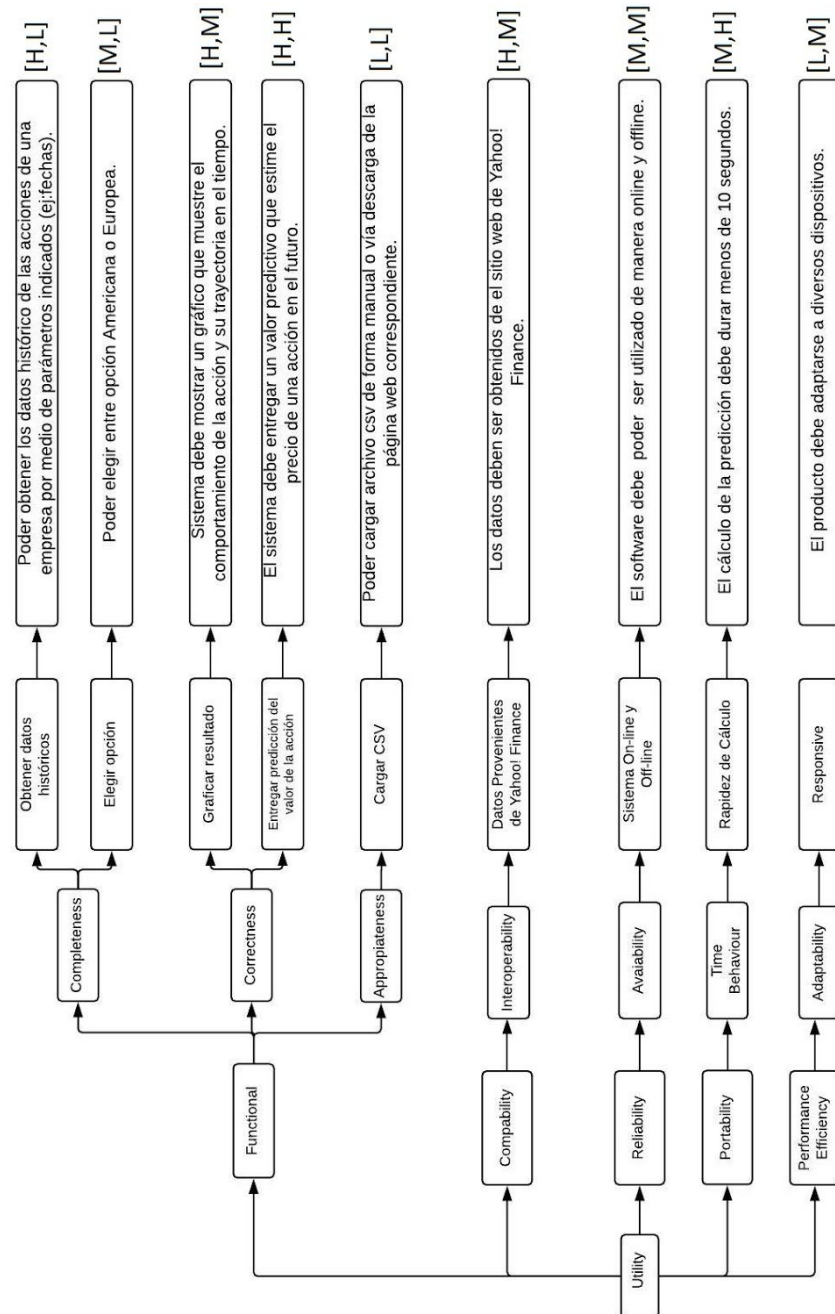 Utility
Functional
Compability
Reliability
Portability
Performance
Efficiency
Completeness
Correctness
Appropiateness
Interoperability
Avaiability
Time
Behaviour
Adaptability
Obtener datos
históricos
Elegir opción
Graficar resultado
Entregar predicción del
valor de la acción
Cargar CSV
Datos Provenientes
de Yahoo! Finance
Sistema On-line y
Off-line
Rapidez de Cálculo
Responsive
Poder obtener los datos histórico de las acciones de una
empresa por medio de parámetros indicados (ej:fechas).
[H,L]
Poder elegir entre opción Americana o Europea.
[M,L]
Sistema debe mostrar un gráfico que muestre el
comportamiento de la acción y su trayectoria en el tiempo.
[H,M]
El sistema debe entregar un valor predictivo que estime el
precio de una acción en el futuro.
[H,H]
Poder cargar archivo csv de forma manual o vía descarga de la
página web correspondiente.
[L,L]
Los datos deben ser obtenidos de el sitio web de Yahoo!
Finance.
[H,M]
El software debe poder ser utilizado de manera online y offline.
[M,M]
El cálculo de la predicción debe durar menos de 10 segundos.
[M,H]
El producto debe adaptarse a diversos dispositivos.
[L,M]